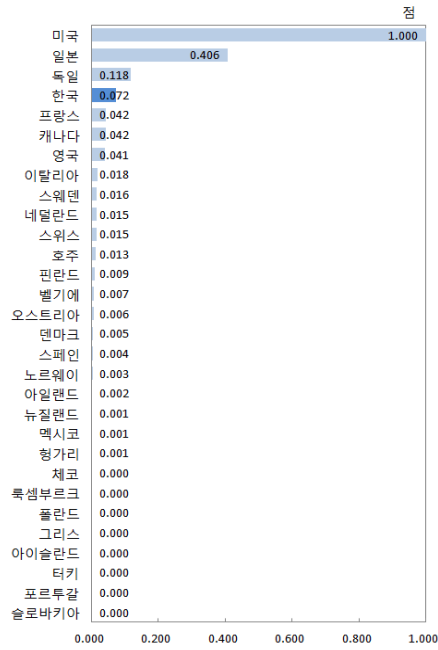 점
미국 1.000
일본 0.406
독일 0.118
한국 0.072
프랑스 0.042
캐나다 0.042
영국 0.041
이탈리아 0.018
스웨덴 0.016
네덜란드 0.015
스위스 0.015
호주 0.013
핀란드 0.009
벨기에 0.007
오스트리아 0.006
덴마크 0.005
스페인 0.004
노르웨이 0.003
아일랜드 0.002
뉴질랜드 0.001
멕시코 0.001
헝가리 0.001
체코 0.000
룩셈부르크 0.000
폴란드 0.000
그리스 0.000
아이슬란드 0.000
터키 0.000
포르투갈 0.000
슬로바키아 0.000
0.000 0.200 0.400 0.600 0.800 1.000